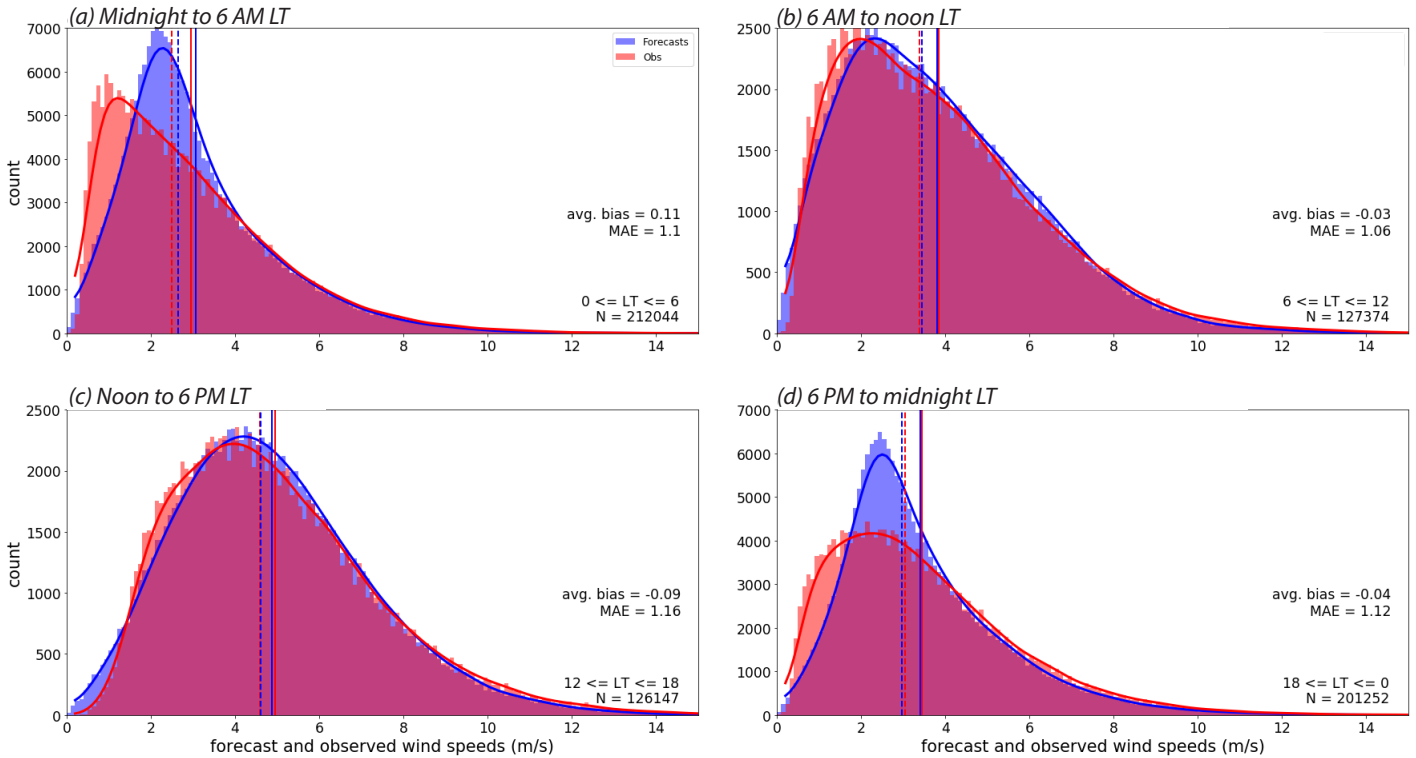 (a) Midnight to 6 AM LT
7000
6000
5000
4000
3000
2000
1000
0
count
Forecasts
Obs
avg. bias = 0.11
MAE = 1.1
0 <= LT <= 6
N = 212044
0 2 4 6 8 10 12 14
(b) 6 AM to noon LT
2500
2000
1500
1000
500
0
avg. bias = -0.03
MAE = 1.06
6 <= LT <= 12
N = 127374
0 2 4 6 8 10 12 14
(c) Noon to 6 PM LT
2500
2000
1500
1000
500
0
count
avg. bias = -0.09
MAE = 1.16
12 <= LT <= 18
N = 126147
0 2 4 6 8 10 12 14
forecast and observed wind speeds (m/s)
(d) 6 PM to midnight LT
7000
6000
5000
4000
3000
2000
1000
0
avg. bias = -0.04
MAE = 1.12
18 <= LT <= 0
N = 201252
0 2 4 6 8 10 12 14
forecast and observed wind speeds (m/s)